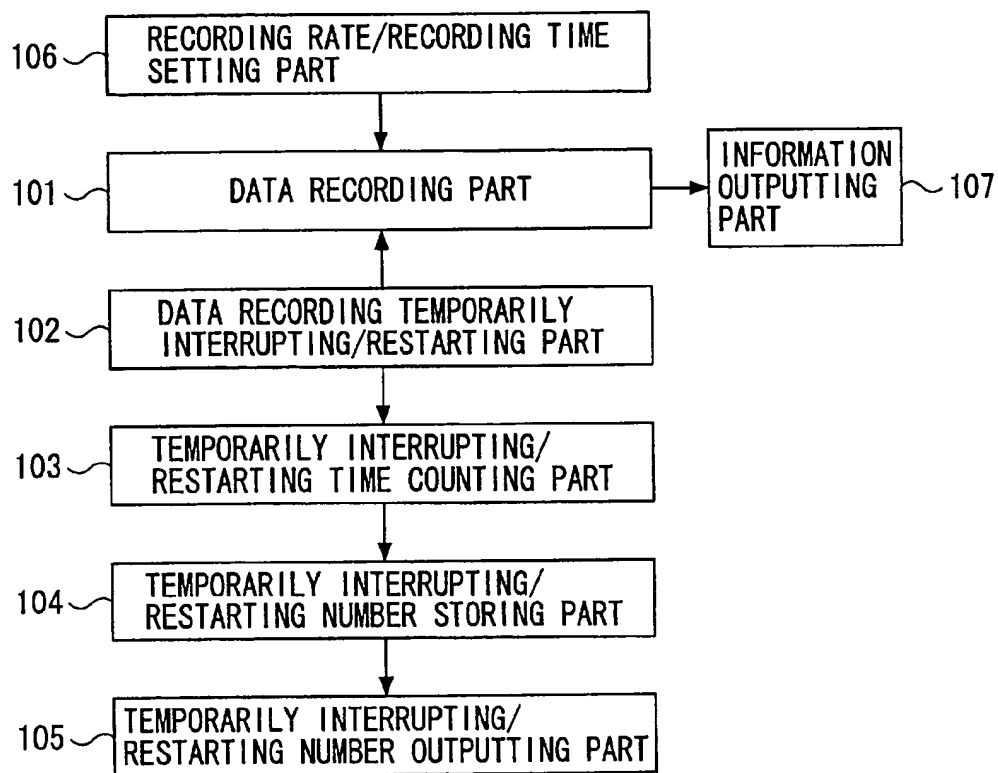 106
RECORDING RATE/RECORDING TIME
SETTING PART
101
DATA RECORDING PART
INFORMATION
OUTPUTTING
PART
107
102
DATA RECORDING TEMPORARILY
INTERRUPTING/RESTARTING PART
103
TEMPORARILY INTERRUPTING/
RESTARTING TIME COUNTING PART
104
TEMPORARILY INTERRUPTING/
RESTARTING NUMBER STORING PART
105
TEMPORARILY INTERRUPTING/
RESTARTING NUMBER OUTPUTTING PART